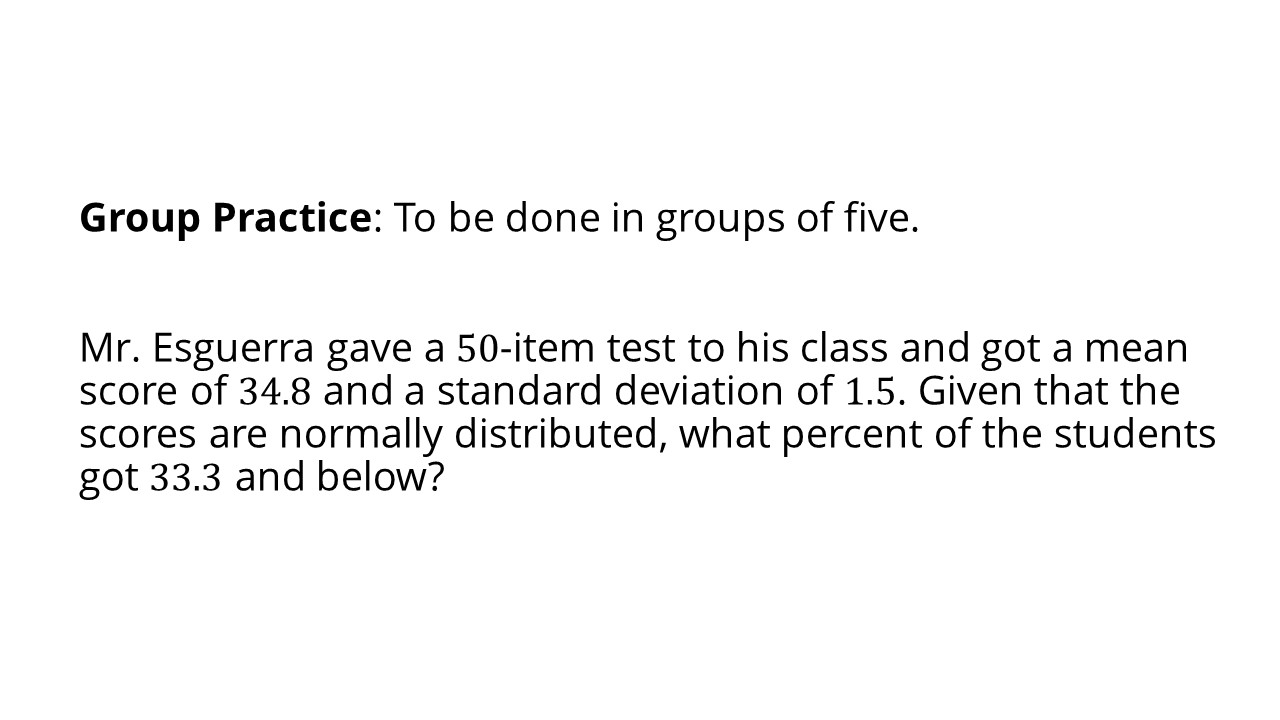 Group Practice: To be done in groups of five.
Mr. Esguerra gave a 50-item test to his class and got a mean
score of 34.8 and a standard deviation of 1.5. Given that the
scores are normally distributed, what percent of the students
got 33.3 and below?